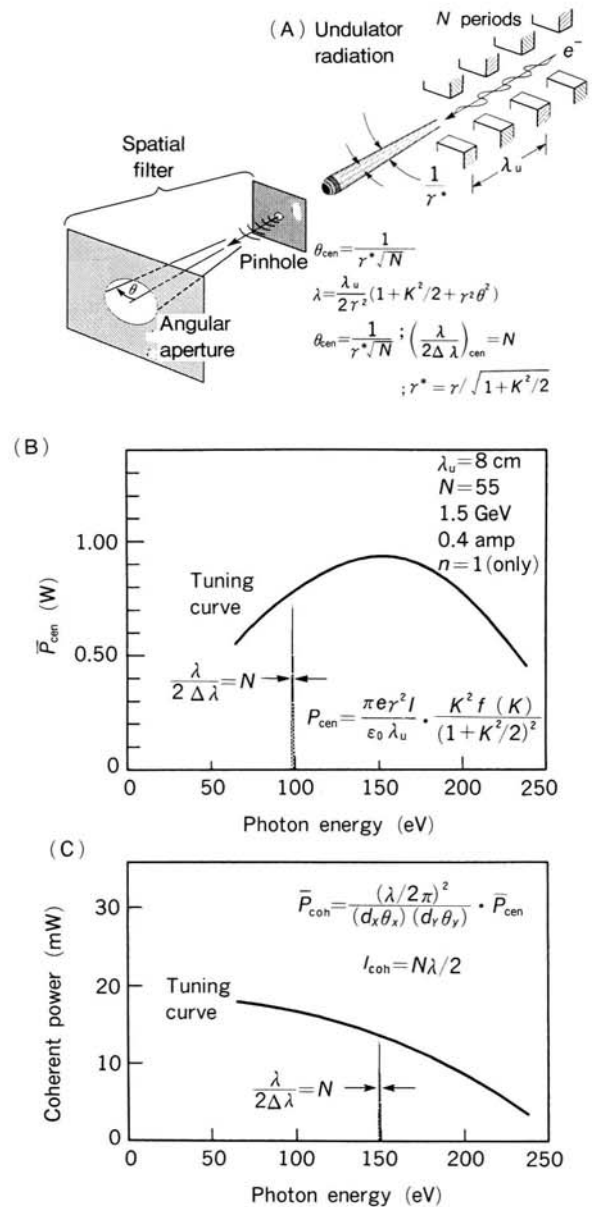 (A) Undulator radiation
N periods
e⁻
λu
1/γ*
Spatial filter
Pinhole
θ
Angular aperture
θcen=1/(γ*√N)
λ=λu/(2γ²)(1+K²/2+γ²θ²)
θcen=1/(γ*√N) ; (λ/(2Δλ))cen=N
; γ*=γ/√(1+K²/2)
(B)
λu=8 cm
N=55
1.5 GeV
0.4 amp
n=1(only)
1.00
0.50
0
P̄cen (W)
Tuning curve
λ/(2Δλ)=N
Pcen=(πeγ²I)/(ε0λu)·(K²f(K))/((1+K²/2)²)
0 50 100 150 200 250
Photon energy (eV)
(C)
30
20
10
0
Coherent power (mW)
P̄coh=((λ/2π)²)/((dxθx)(dYθy))·P̄cen
lcoh=Nλ/2
Tuning curve
λ/(2Δλ)=N
0 50 100 150 200 250
Photon energy (eV)